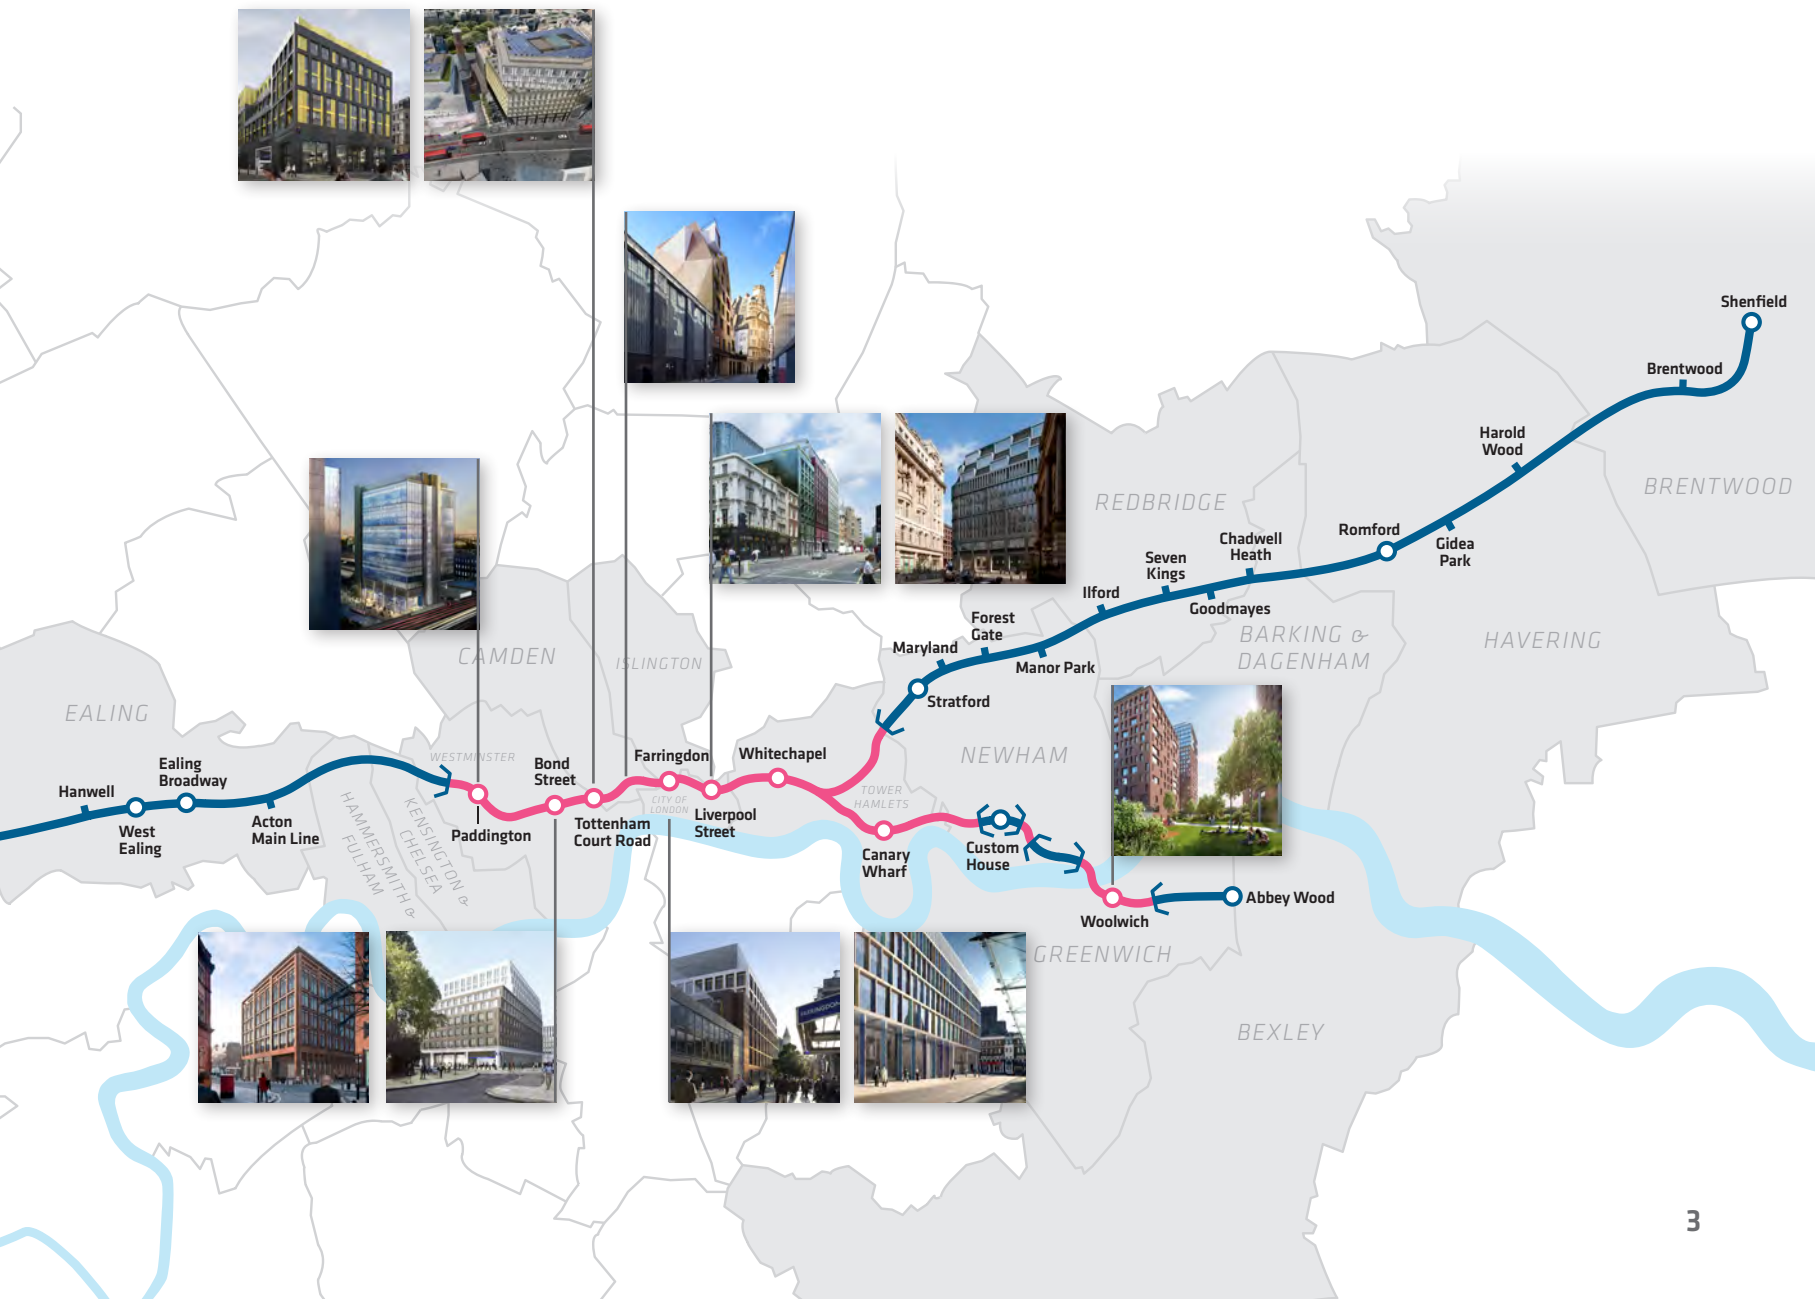 Shenfield
Brentwood
Harold
Wood
BRENTWOOD
REDBRIDGE
Romford
Gidea
Park
Chadwell
Heath
Seven
Kings
Goodmayes
Ilford
Forest
Gate
Maryland
Manor Park
BARKING &
DAGENHAM
HAVERING
CAMDEN
ISLINGTON
Stratford
EALING
WESTMINSTER
NEWHAM
Ealing
Broadway
Hanwell
West
Ealing
Acton
Main Line
Bond
Street
Farringdon
Whitechapel
Paddington
Tottenham
Court Road
CITY OF
LONDON
Liverpool
Street
TOWER
HAMLETS
HAMMERSMITH &
FULHAM
KENSINGTON &
CHELSEA
Canary
Wharf
Custom
House
Woolwich
Abbey Wood
GREENWICH
FARRINGDON
BEXLEY
3